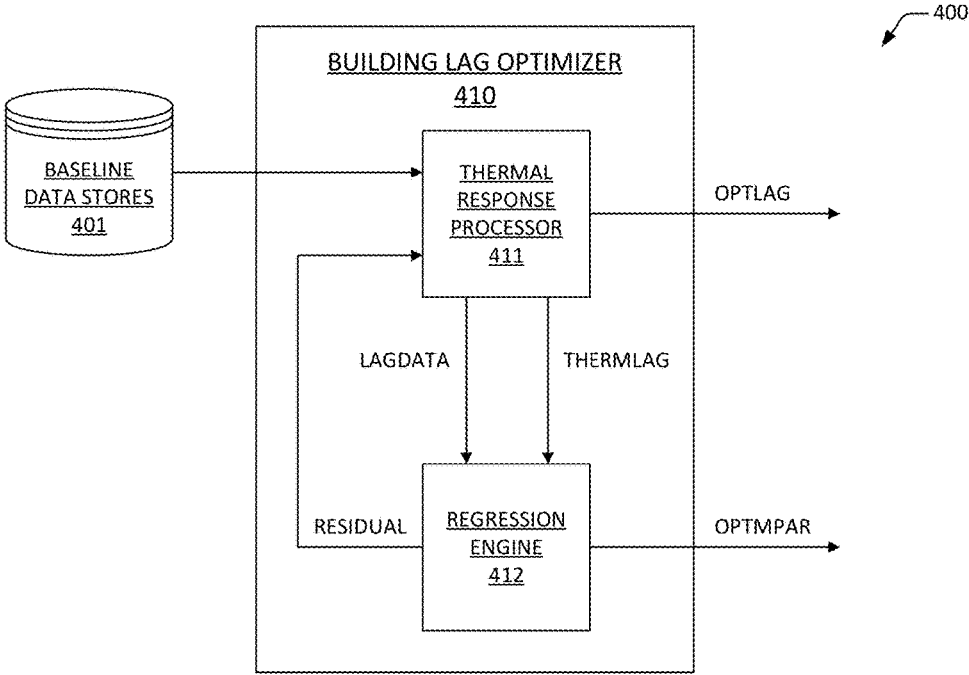 400
BUILDING LAG OPTIMIZER
410
BASELINE
DATA STORES
401
THERMAL
RESPONSE
PROCESSOR
411
OPTLAG
LAGDATA
THERMLAG
RESIDUAL
REGRESSION
ENGINE
412
OPTMPAR